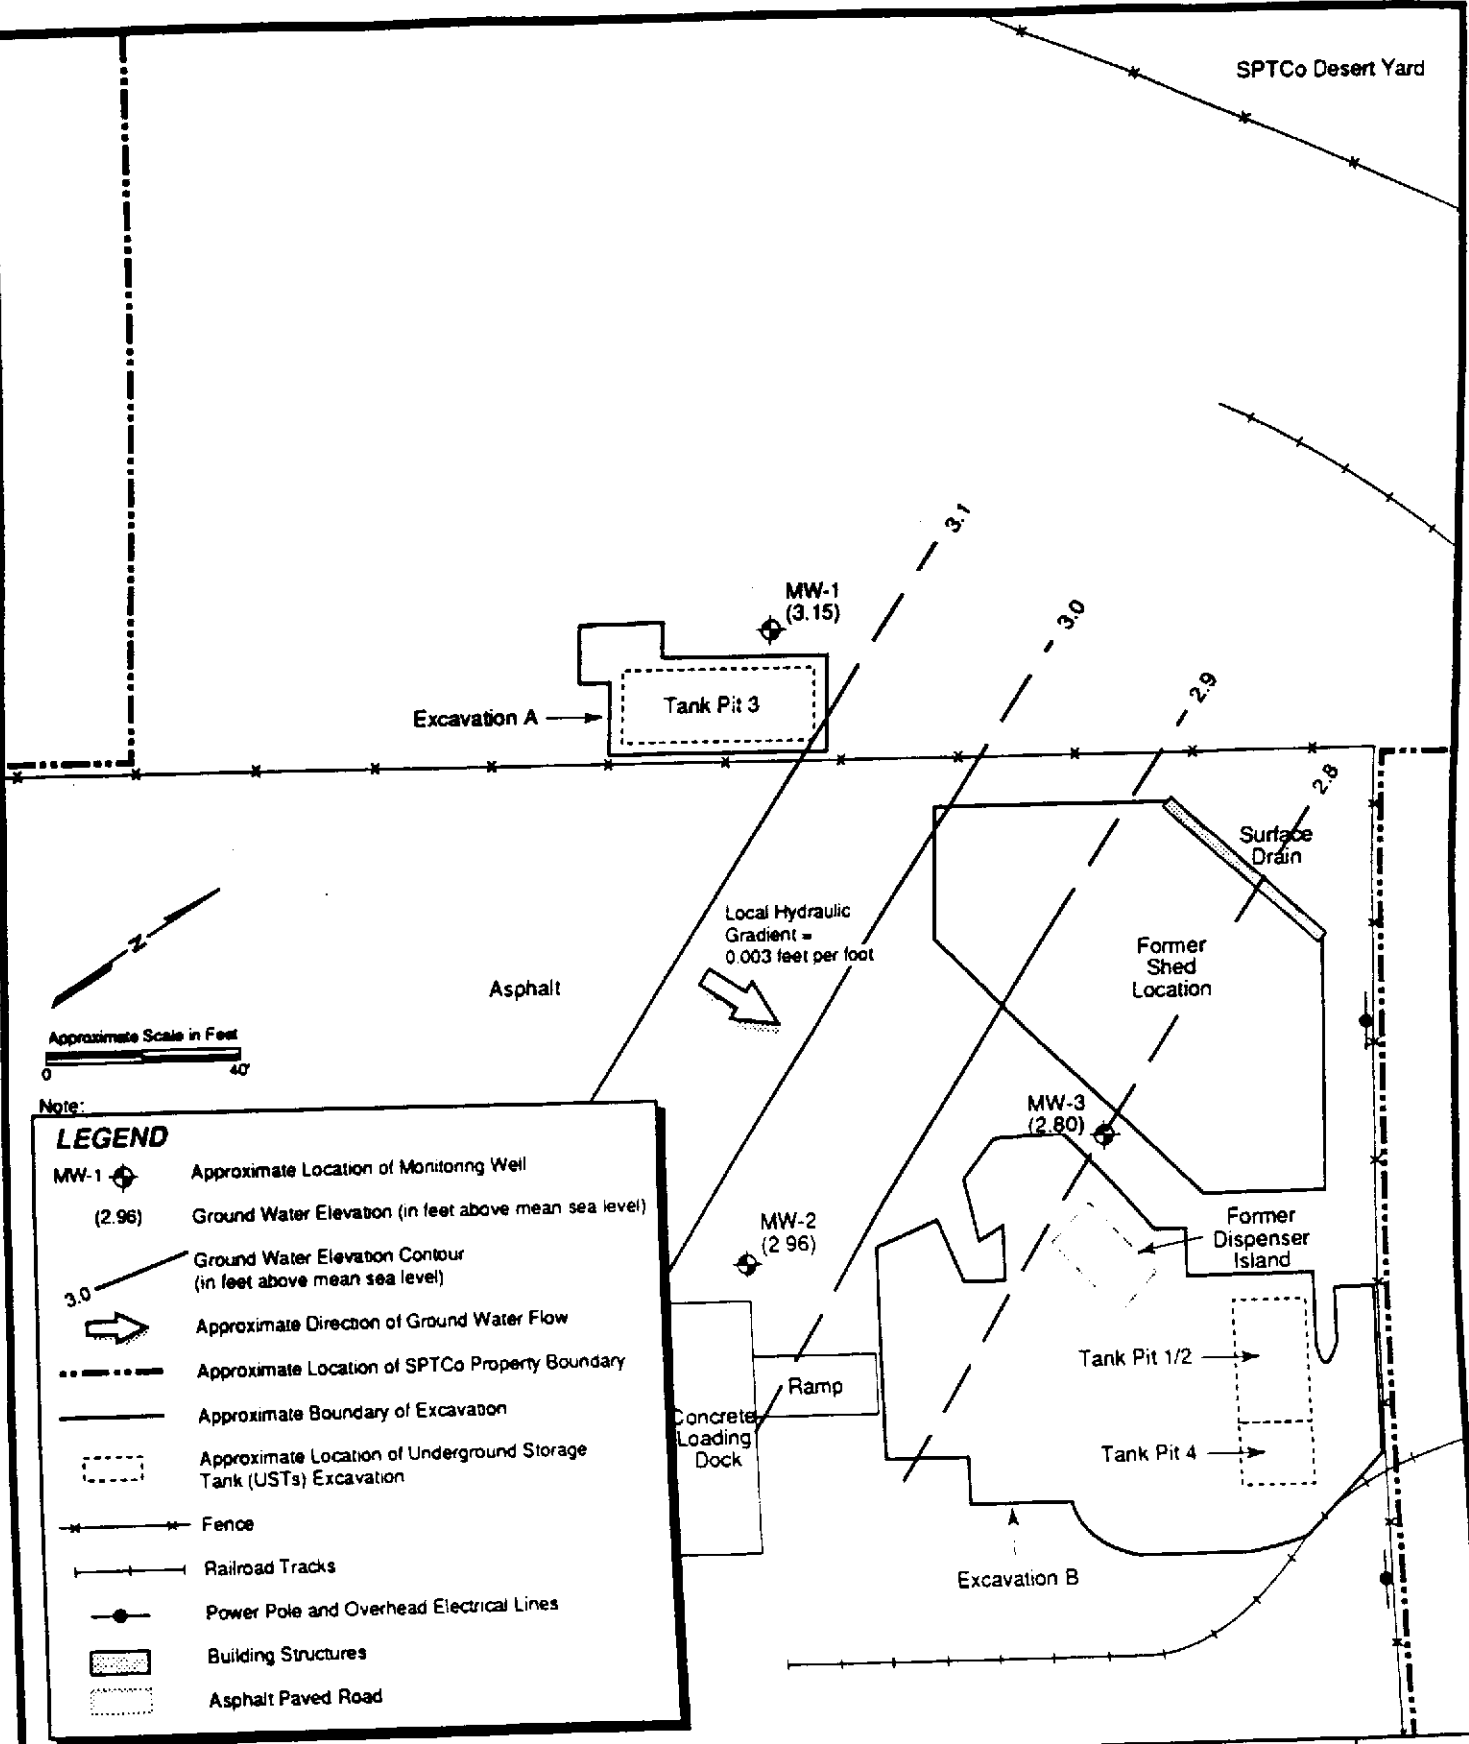 SPTCo Desert Yard
3.1
MW-1
(3.15)
3.0
Tank Pit 3
Excavation A
2.9
2.8
Surface
Drain
Local Hydraulic
Gradient =
0.003 feet per foot
Former
Shed
Location
N
Asphalt
Approximate Scale in Feet
0 40'
Note:
MW-3
(2.80)
LEGEND
MW-1 Approximate Location of Monitoring Well
(2.96) Ground Water Elevation (in feet above mean sea level)
3.0 Ground Water Elevation Contour
(in feet above mean sea level)
Approximate Direction of Ground Water Flow
Approximate Location of SPTCo Property Boundary
Approximate Boundary of Excavation
Approximate Location of Underground Storage
Tank (USTs) Excavation
Fence
Railroad Tracks
Power Pole and Overhead Electrical Lines
Building Structures
Asphalt Paved Road
MW-2
(2 96)
Former
Dispenser
Island
Tank Pit 1/2
Ramp
Concrete
Loading
Dock
Tank Pit 4
Excavation B